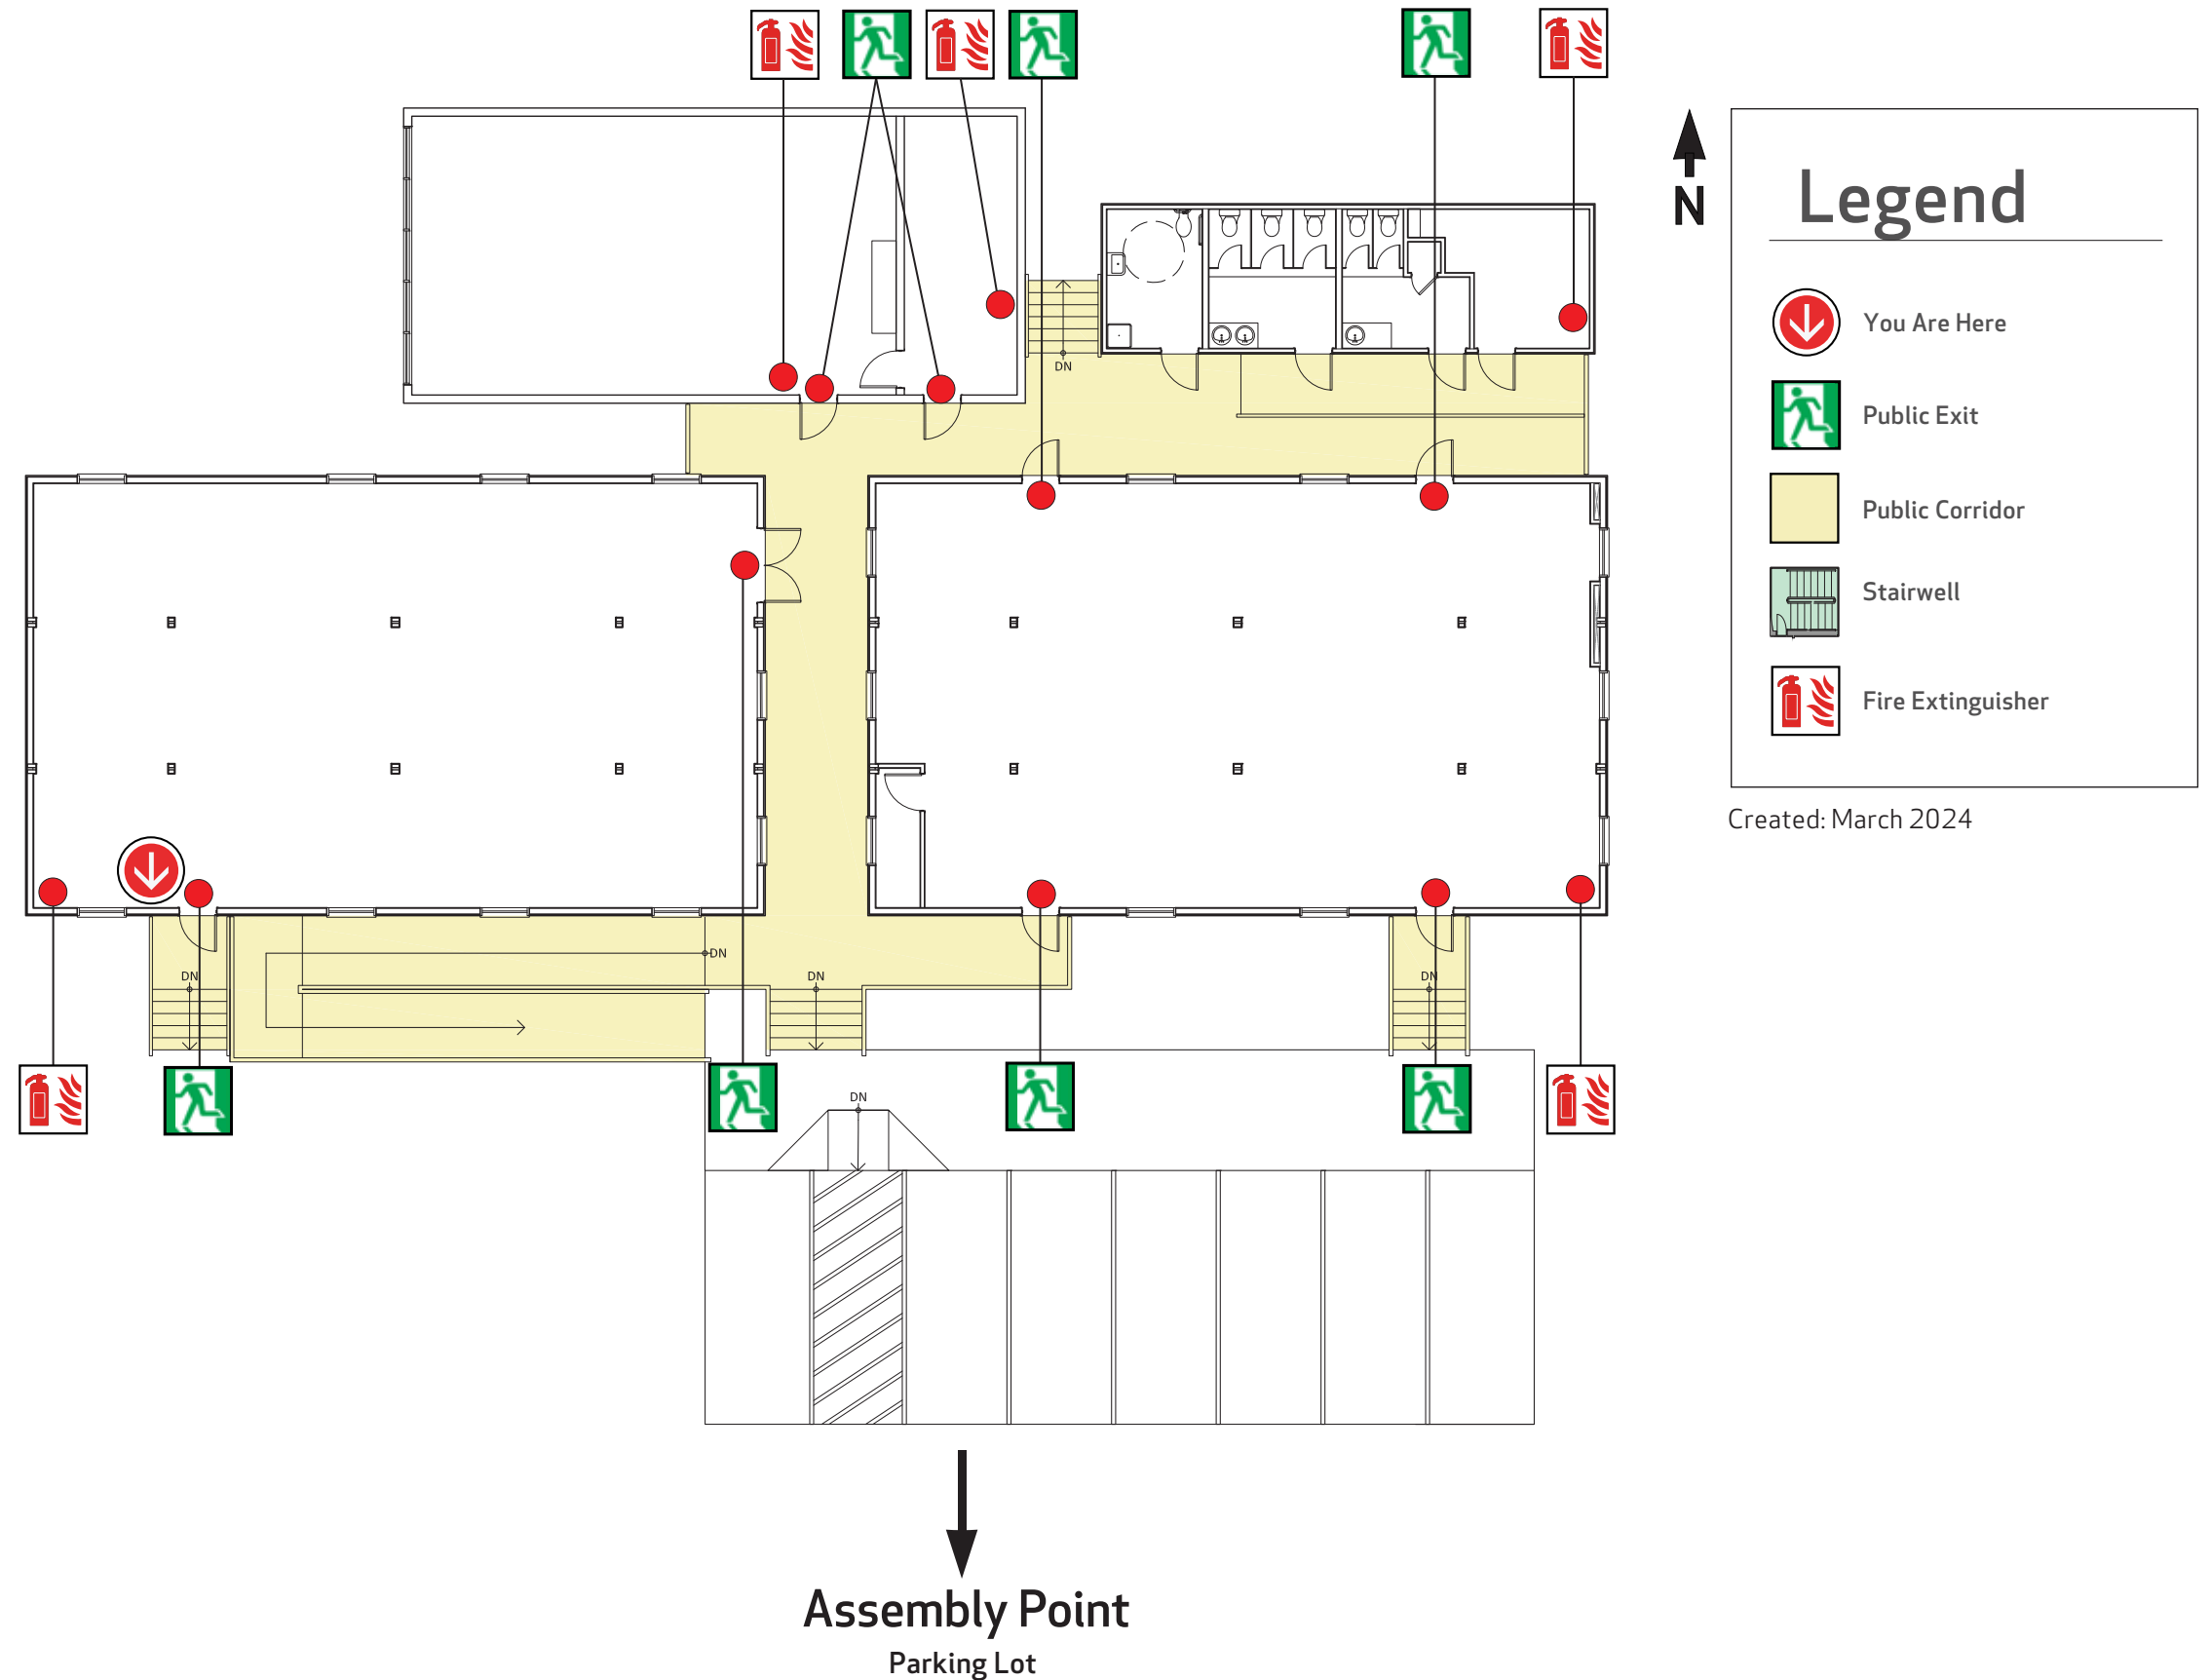 N
Legend
You Are Here
Public Exit
Public Corridor
Stairwell
Fire Extinguisher
Created: March 2024
DN
DN
DN
DN
DN
DN
Assembly Point
Parking Lot